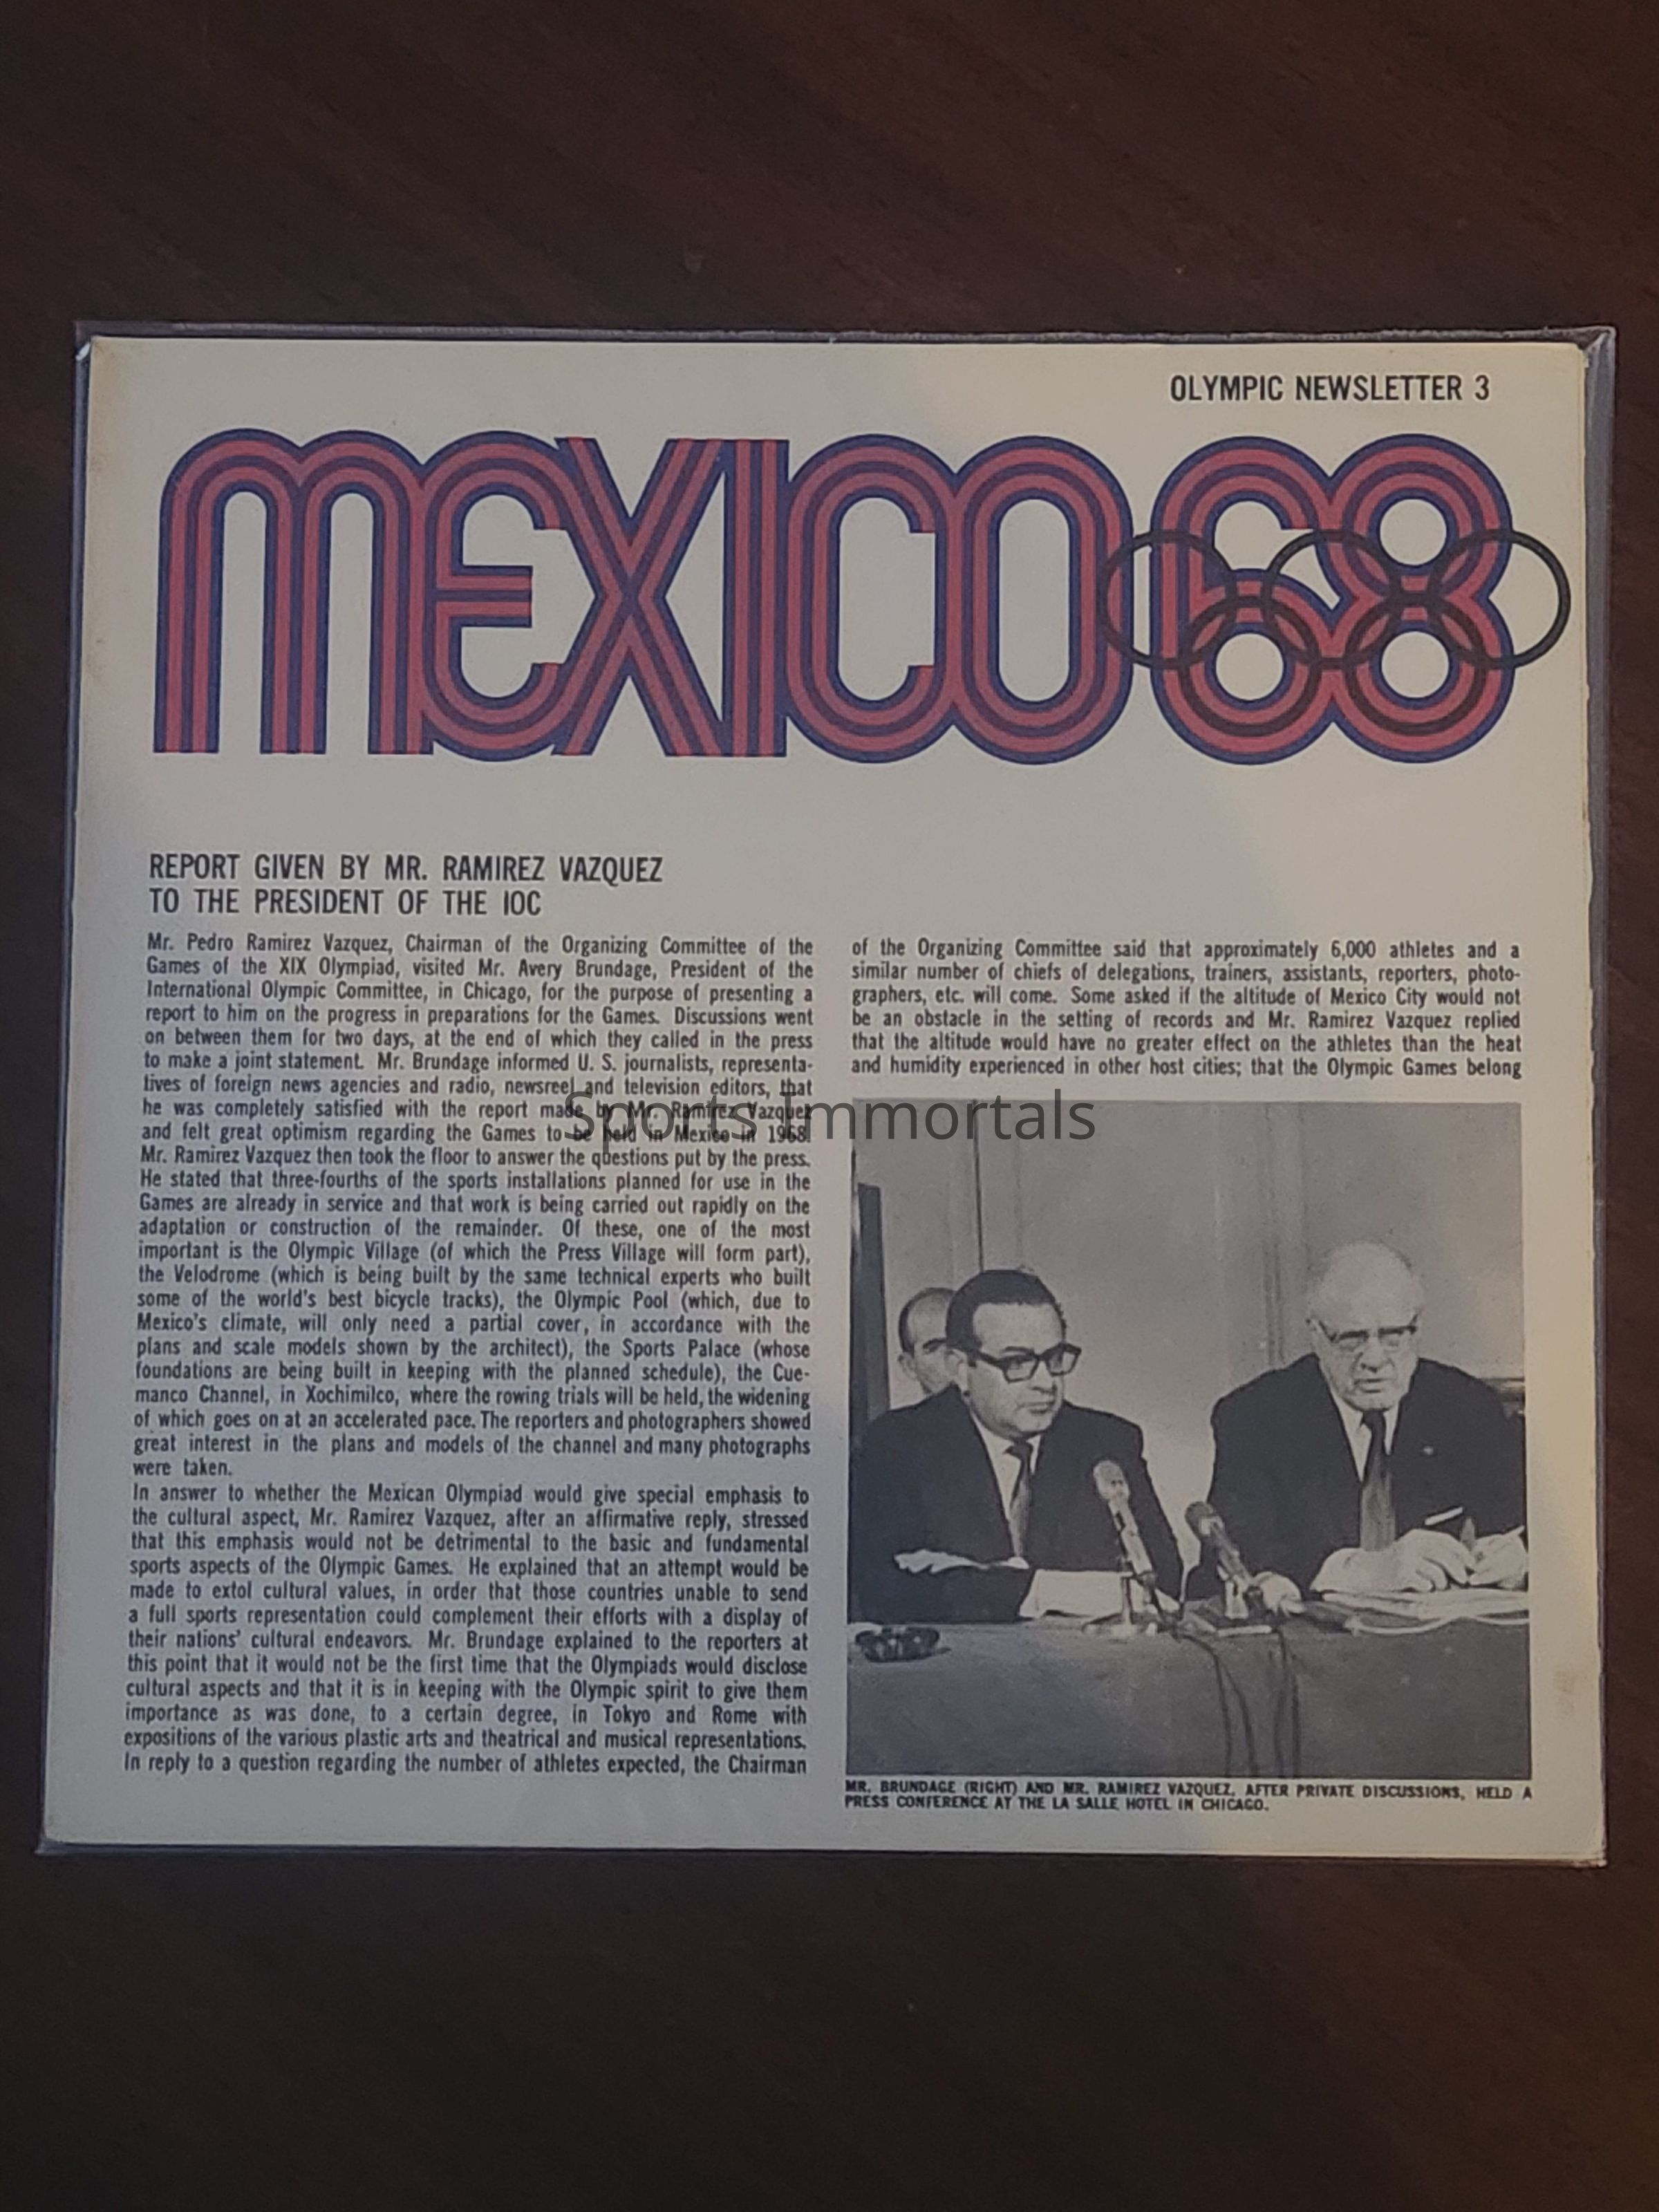 OLYMPIC NEWSLETTER 3
MEXICO68
REPORT GIVEN BY MR. RAMIREZ VAZQUEZ
TO THE PRESIDENT OF THE IOC
Mr. Pedro Ramirez Vazquez, Chairman of the Organizing Committee of the
Games of the XIX Olympiad, visited Mr. Avery Brundage, President of the
International Olympic Committee, in Chicago, for the purpose of presenting a
report to him on the progress in preparations for the Games. Discussions went
on between them for two days, at the end of which they called in the press
to make a joint statement. Mr. Brundage informed U. S. journalists, representa-
tives of foreign news agencies and radio, newsreel and television editors, that
he was completely satisfied with the report made by Mr. Ramirez Vazquez
and felt great optimism regarding the Games to be held in Mexico in 1968.
Mr. Ramirez Vazquez then took the floor to answer the questions put by the press.
He stated that three-fourths of the sports installations planned for use in the
Games are already in service and that work is being carried out rapidly on the
adaptation or construction of the remainder. Of these, one of the most
important is the Olympic Village (of which the Press Village will form part),
the Velodrome (which is being built by the same technical experts who built
some of the world's best bicycle tracks), the Olympic Pool (which, due to
Mexico's climate, will only need a partial cover, in accordance with the
plans and scale models shown by the architect), the Sports Palace (whose
foundations are being built in keeping with the planned schedule), the Cue-
manco Channel, in Xochimilco, where the rowing trials will be held, the widening
of which goes on at an accelerated pace. The reporters and photographers showed
great interest in the plans and models of the channel and many photographs
were taken.
In answer to whether the Mexican Olympiad would give special emphasis to
the cultural aspect, Mr. Ramirez Vazquez, after an affirmative reply, stressed
that this emphasis would not be detrimental to the basic and fundamental
sports aspects of the Olympic Games. He explained that an attempt would be
made to extol cultural values, in order that those countries unable to send
a full sports representation could complement their efforts with a display of
their nations' cultural endeavors. Mr. Brundage explained to the reporters at
this point that it would not be the first time that the Olympiads would disclose
cultural aspects and that it is in keeping with the Olympic spirit to give them
importance as was done, to a certain degree, in Tokyo and Rome with
expositions of the various plastic arts and theatrical and musical representations.
In reply to a question regarding the number of athletes expected, the Chairman
of the Organizing Committee said that approximately 6,000 athletes and a
similar number of chiefs of delegations, trainers, assistants, reporters, photo-
graphers, etc. will come. Some asked if the altitude of Mexico City would not
be an obstacle in the setting of records and Mr. Ramirez Vazquez replied
that the altitude would have no greater effect on the athletes than the heat
and humidity experienced in other host cities; that the Olympic Games belong
Sports Immortals
MR. BRUNDAGE (RIGHT) AND MR. RAMIREZ VAZQUEZ, AFTER PRIVATE DISCUSSIONS, HELD A
PRESS CONFERENCE AT THE LA SALLE HOTEL IN CHICAGO.